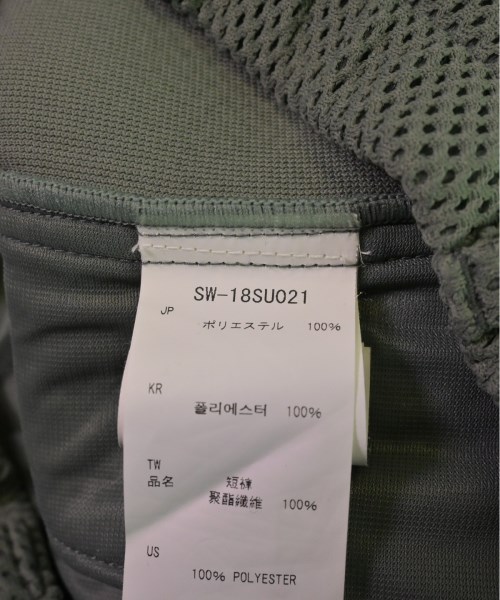 SW-18SU021
JP
ポリエステル 100%
KR
폴리에스터 100%
TW
品名 短褲
聚酯纖維 100%
US
100% POLYESTER